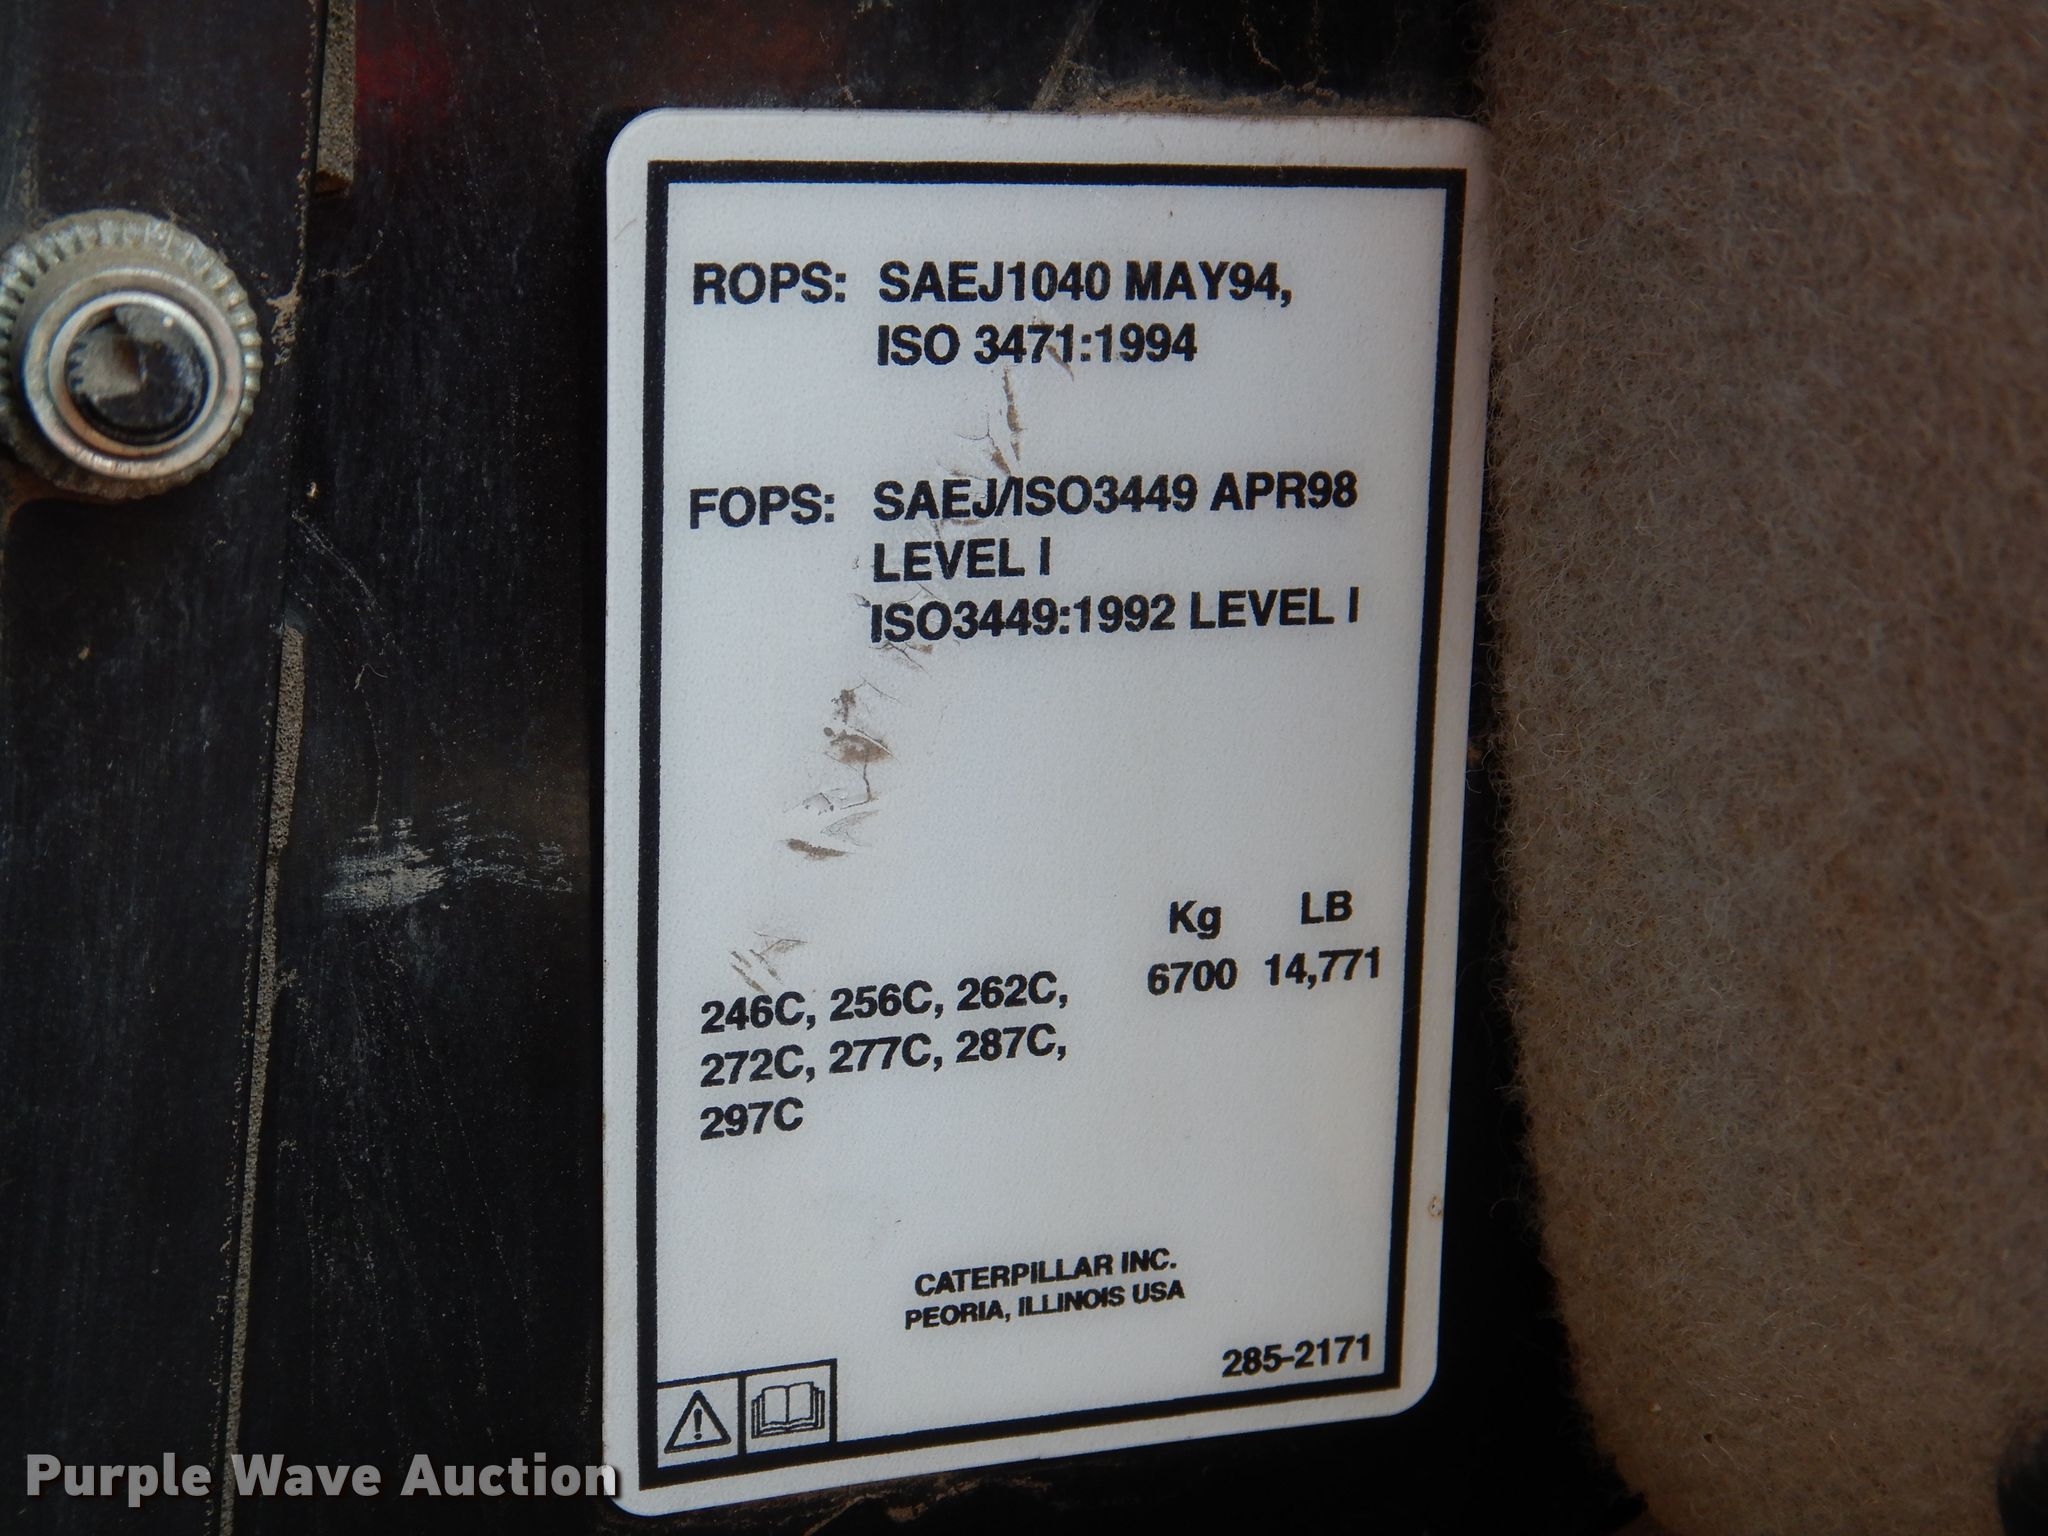 ROPS: SAEJ1040 MAY94,
ISO 3471:1994
FOPS: SAEJ/ISO3449 APR98
LEVEL I
ISO3449:1992 LEVEL I
Kg LB
246C, 256C, 262C, 6700 14,771
272C, 277C, 287C,
297C
CATERPILLAR INC.
PEORIA, ILLINOIS USA
285-2171
Purple Wave Auction